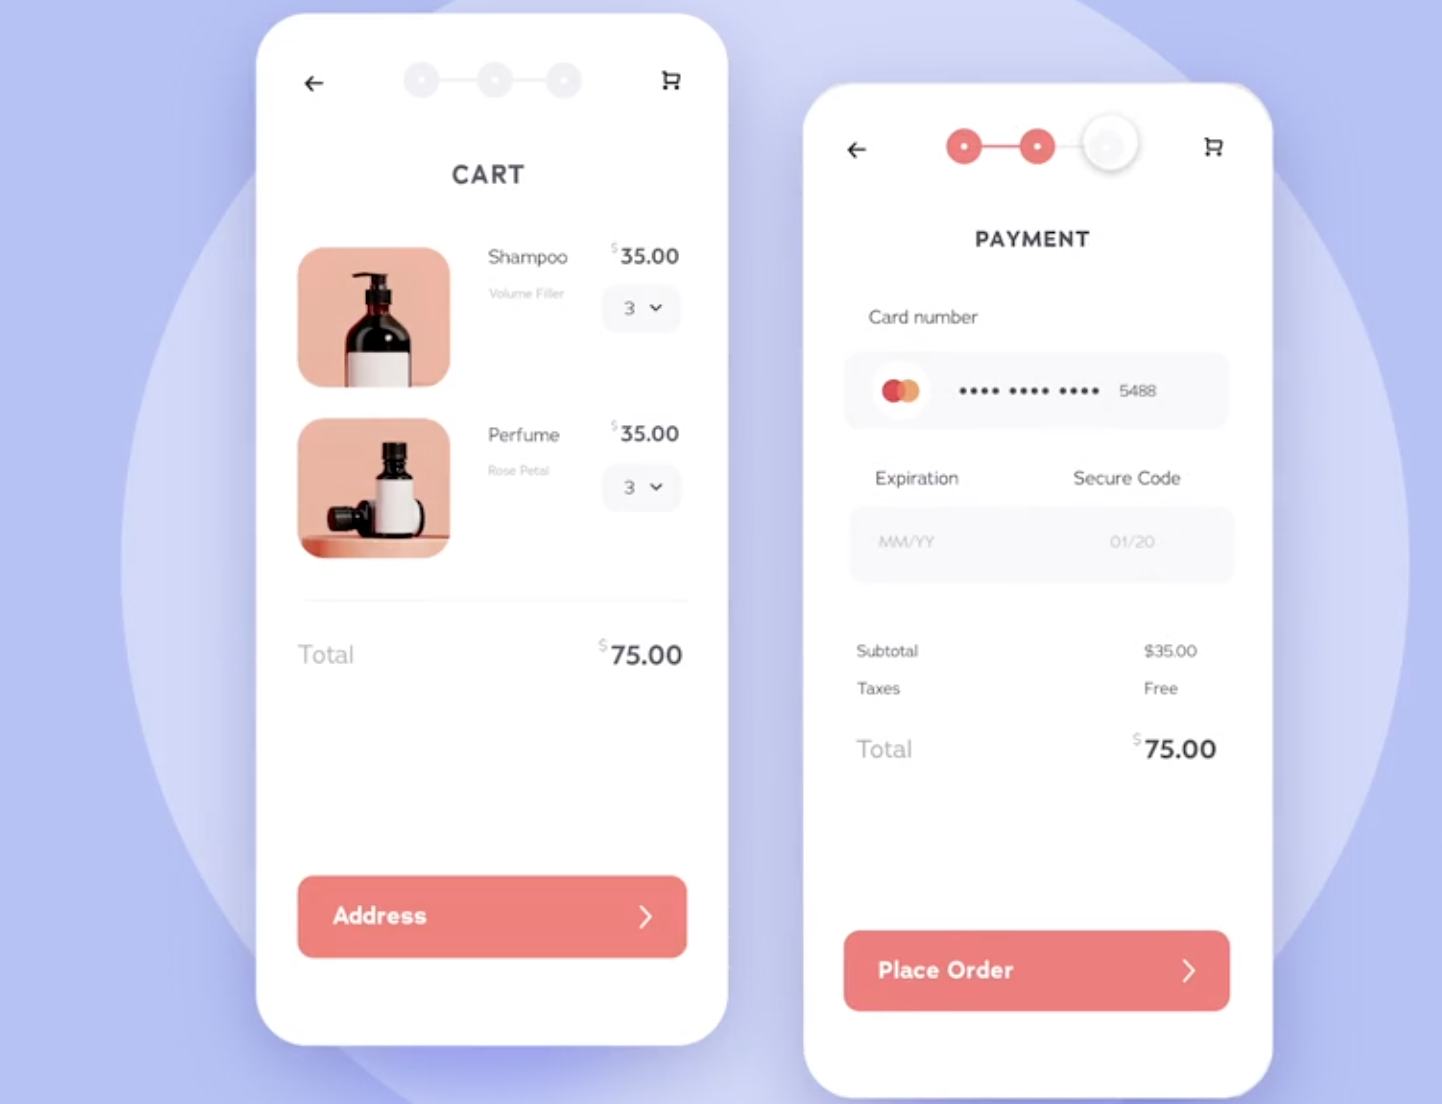 CART
Shampoo $35.00
Volume Filler
3
Perfume $35.00
Rose Petal
3
Total $75.00
Address
PAYMENT
Card number
•••• •••• •••• 5488
Expiration Secure Code
MM/YY 01/20
Subtotal $35.00
Taxes Free
Total $75.00
Place Order